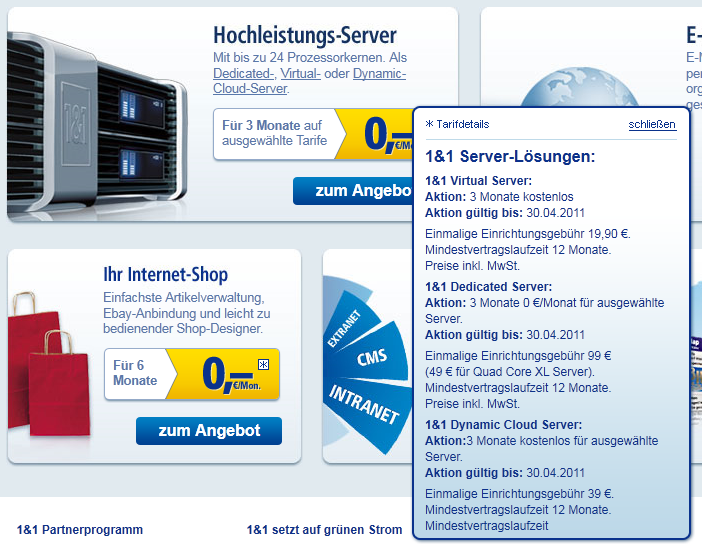 Hochleistungs-Server
Mit bis zu 24 Prozessorkernen. Als
Dedicated-, Virtual- oder Dynamic-
Cloud-Server.
Für 3 Monate auf
ausgewählte Tarife
0,–
€/Mo
zum Angebo
1&1
E-
E-M
per
org
ges
* Tarifdetails
schließen
1&1 Server-Lösungen:
1&1 Virtual Server:
Aktion: 3 Monate kostenlos
Aktion gültig bis: 30.04.2011
Einmalige Einrichtungsgebühr 19,90 €.
Mindestvertragslaufzeit 12 Monate.
Preise inkl. MwSt.
1&1 Dedicated Server:
Aktion: 3 Monate 0 €/Monat für ausgewählte
Server.
Aktion gültig bis: 30.04.2011
Einmalige Einrichtungsgebühr 99 €
(49 € für Quad Core XL Server).
Mindestvertragslaufzeit 12 Monate.
Preise inkl. MwSt.
1&1 Dynamic Cloud Server:
Aktion:3 Monate kostenlos für ausgewählte
Server.
Aktion gültig bis: 30.04.2011
Einmalige Einrichtungsgebühr 39 €.
Mindestvertragslaufzeit 12 Monate.
Mindestvertragslaufzeit
Ihr Internet-Shop
Einfachste Artikelverwaltung,
Ebay-Anbindung und leicht zu
bedienender Shop-Designer.
Für 6
Monate
0,–
€/Mon.
*
zum Angebot
EXTRANET
CMS
INTRANET
1&1 Partnerprogramm
1&1 setzt auf grünen Strom